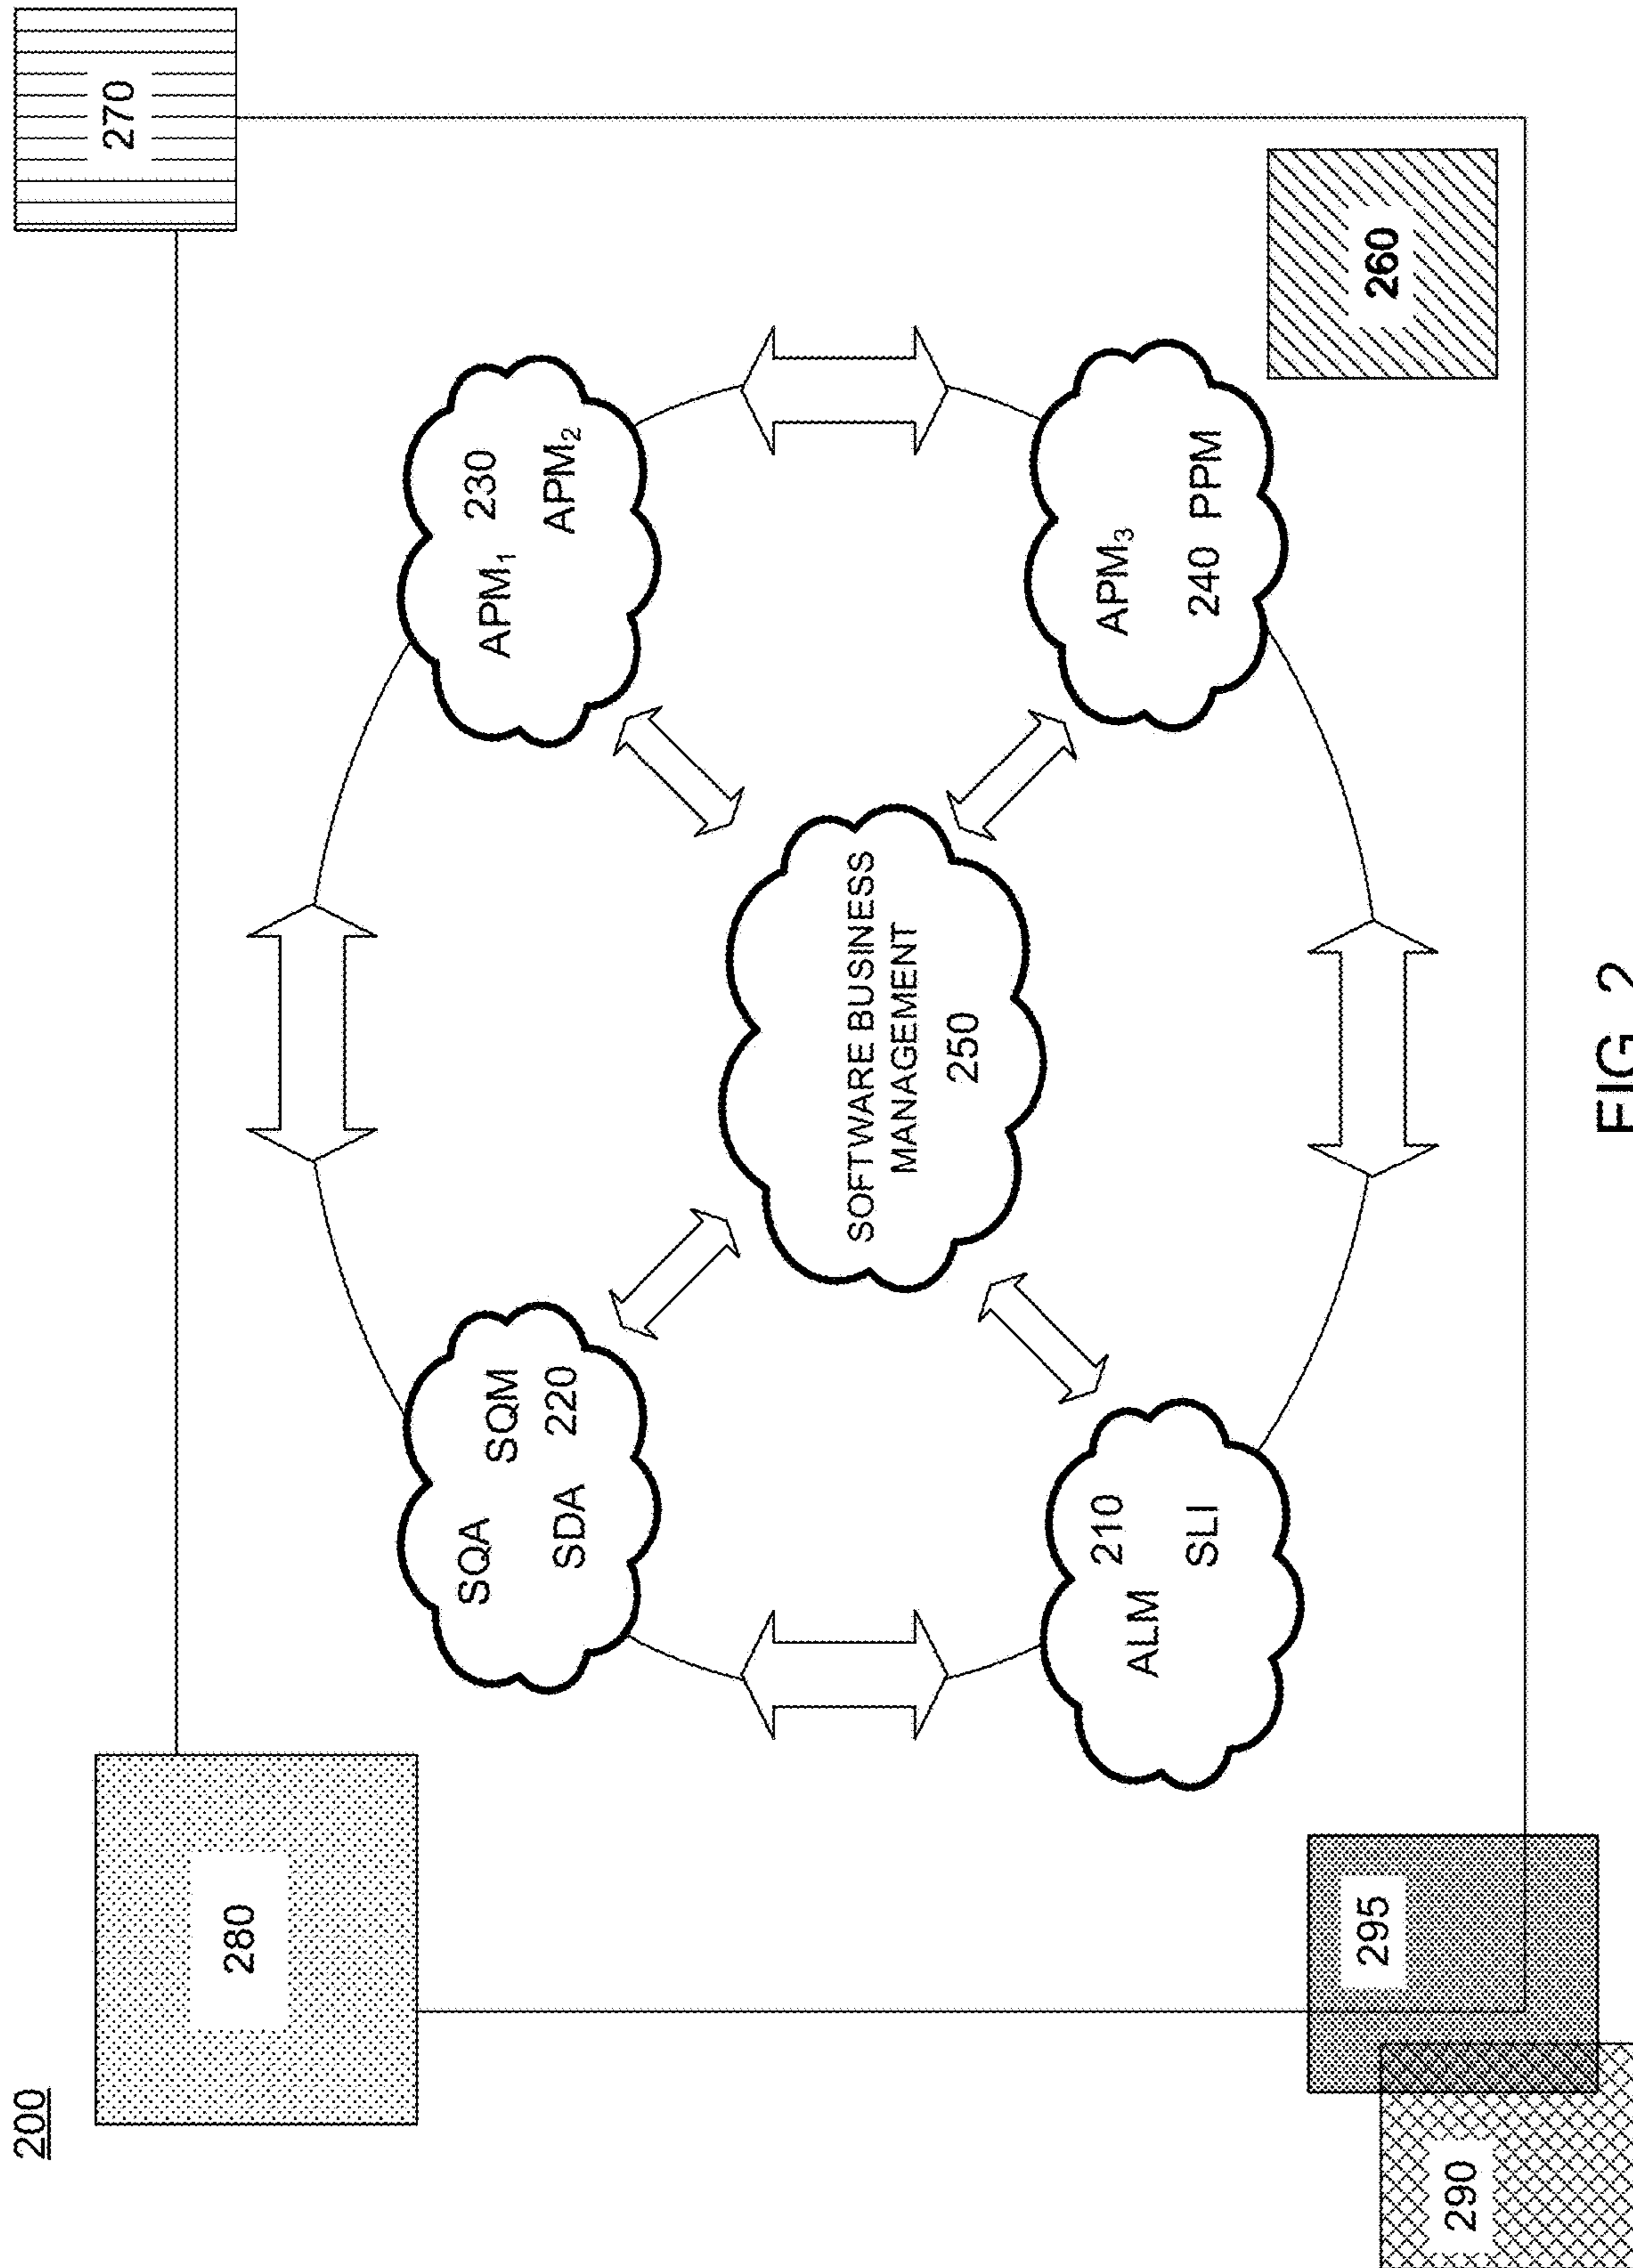 200
270
280
SQA
SQM
SDA 220
APM₁ 230
APM₂
SOFTWARE BUSINESS
MANAGEMENT
250
210
ALM
SLI
APM₃
240 PPM
260
295
290
FIG 2